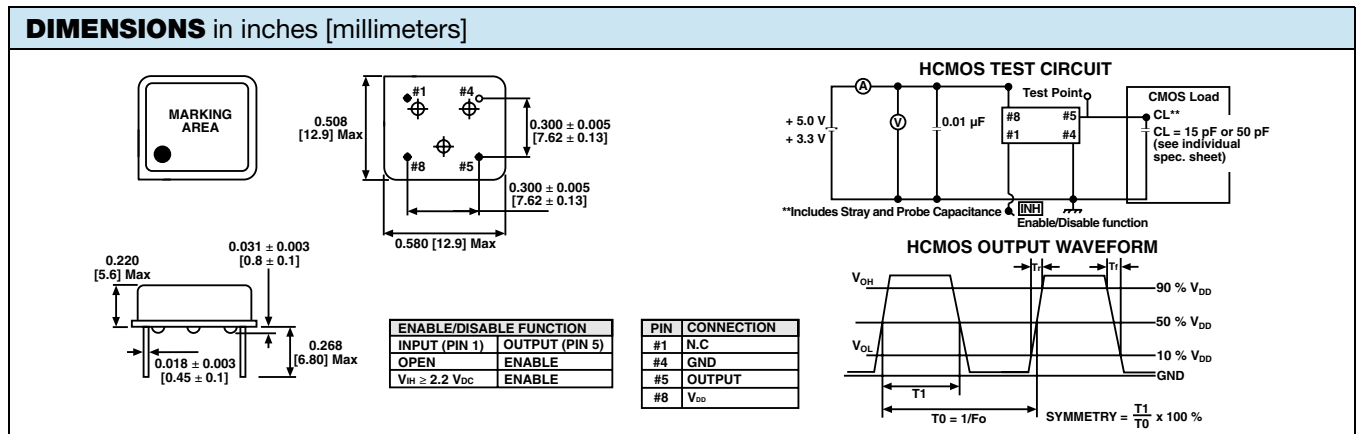 DIMENSIONS in inches [millimeters]
MARKING
AREA
0.508
[12.9] Max
#1
#4
#8
#5
0.300 ± 0.005
[7.62 ± 0.13]
0.300 ± 0.005
[7.62 ± 0.13]
0.580 [12.9] Max
0.220
[5.6] Max
0.031 ± 0.003
[0.8 ± 0.1]
0.018 ± 0.003
[0.45 ± 0.1]
0.268
[6.80] Max
ENABLE/DISABLE FUNCTION
INPUT (PIN 1) OUTPUT (PIN 5)
OPEN ENABLE
VIH ≥ 2.2 VDC ENABLE
PIN CONNECTION
#1 N.C
#4 GND
#5 OUTPUT
#8 VDD
HCMOS TEST CIRCUIT
+ 5.0 V
+ 3.3 V
A
V
0.01 µF
Test Point
#8 #5
#1 #4
CMOS Load
CL**
CL = 15 pF or 50 pF
(see individual
spec. sheet)
**Includes Stray and Probe Capacitance
INH
Enable/Disable function
HCMOS OUTPUT WAVEFORM
Tr
Tf
VOH
90 % VDD
50 % VDD
VOL
10 % VDD
GND
T1
T0 = 1/Fo
SYMMETRY = T1/T0 x 100 %